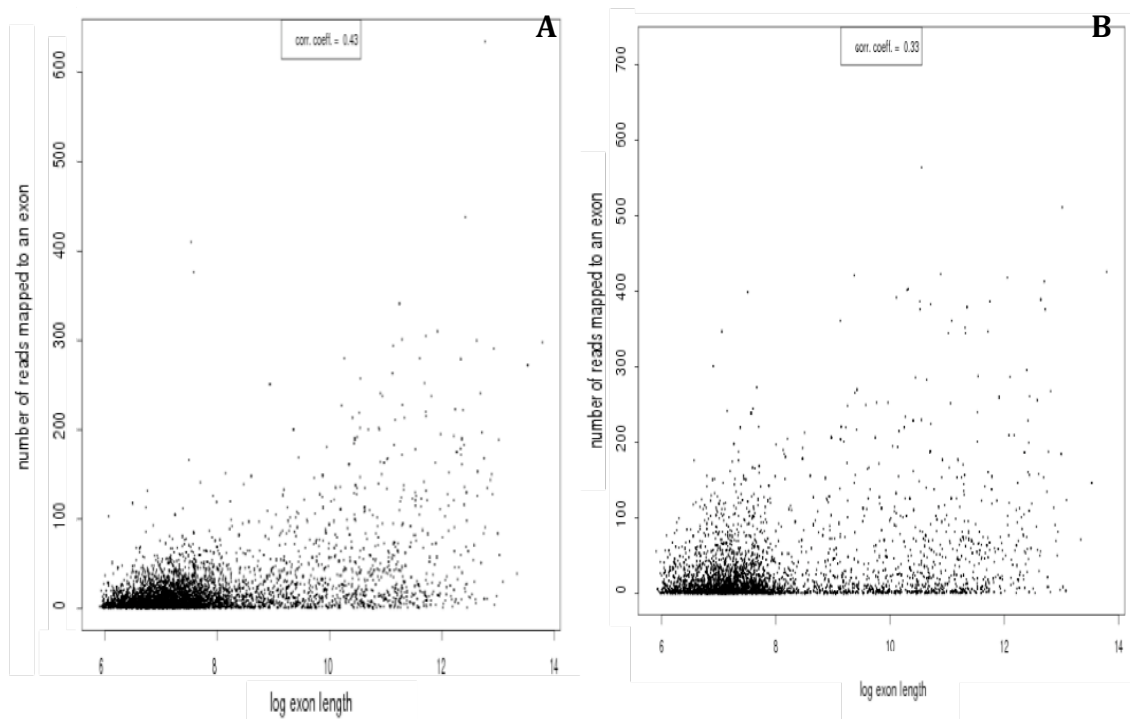 A
corr. coeff. = 0.43
number of reads mapped to an exon
600
500
400
300
200
100
0
6 8 10 12 14
log exon length
B
corr. coeff. = 0.33
number of reads mapped to an exon
700
600
500
400
300
200
100
0
6 8 10 12 14
log exon length